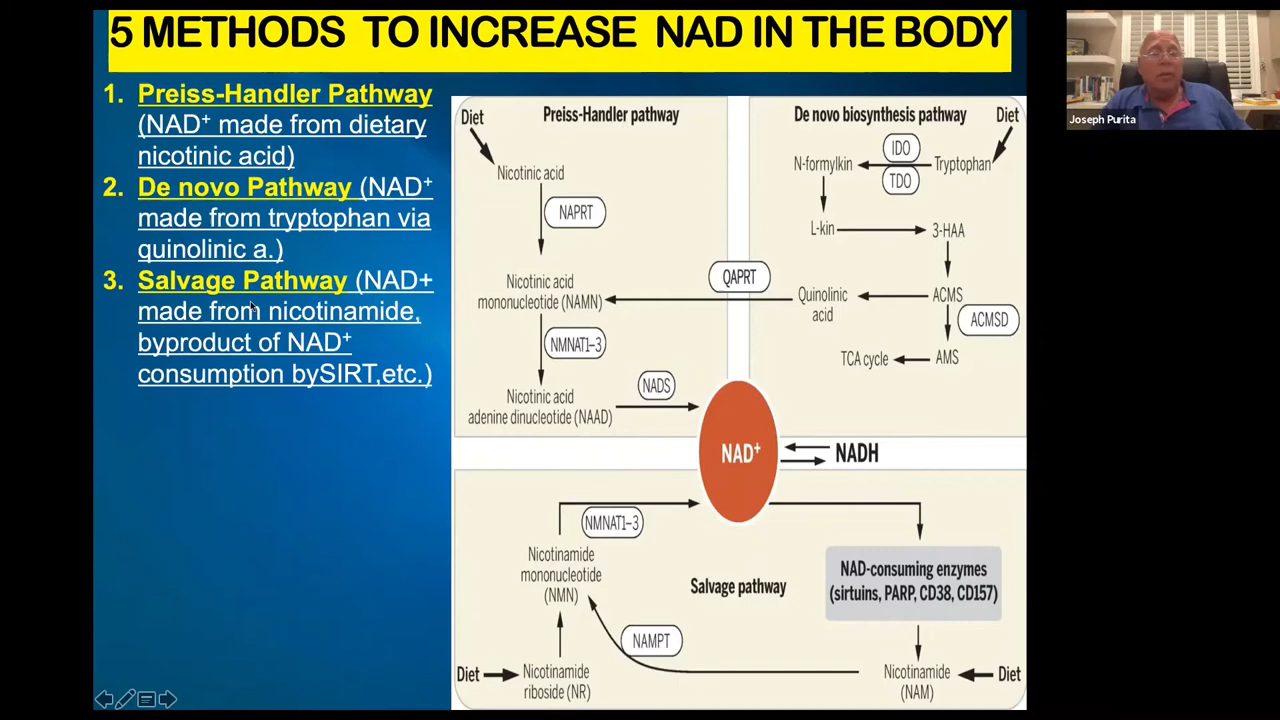 5 METHODS TO INCREASE NAD IN THE BODY
1. Preiss-Handler Pathway
(NAD⁺ made from dietary
nicotinic acid)
2. De novo Pathway (NAD⁺
made from tryptophan via
quinolinic a.)
3. Salvage Pathway (NAD+
made from nicotinamide,
byproduct of NAD⁺
consumption bySIRT,etc.)
Diet
Preiss-Handler pathway
Nicotinic acid
NAPRT
Nicotinic acid
mononucleotide (NAMN)
NMNAT1–3
Nicotinic acid
adenine dinucleotide (NAAD)
NADS
De novo biosynthesis pathway
Diet
IDO
N-formylkin
Tryptophan
TDO
L-kin
3-HAA
QAPRT
Quinolinic
acid
ACMS
ACMSD
TCA cycle
AMS
NAD⁺
NADH
NMNAT1–3
Nicotinamide
mononucleotide
(NMN)
Salvage pathway
NAD-consuming enzymes
(sirtuins, PARP, CD38, CD157)
NAMPT
Diet
Nicotinamide
riboside (NR)
Nicotinamide
(NAM)
Diet
Joseph Purita